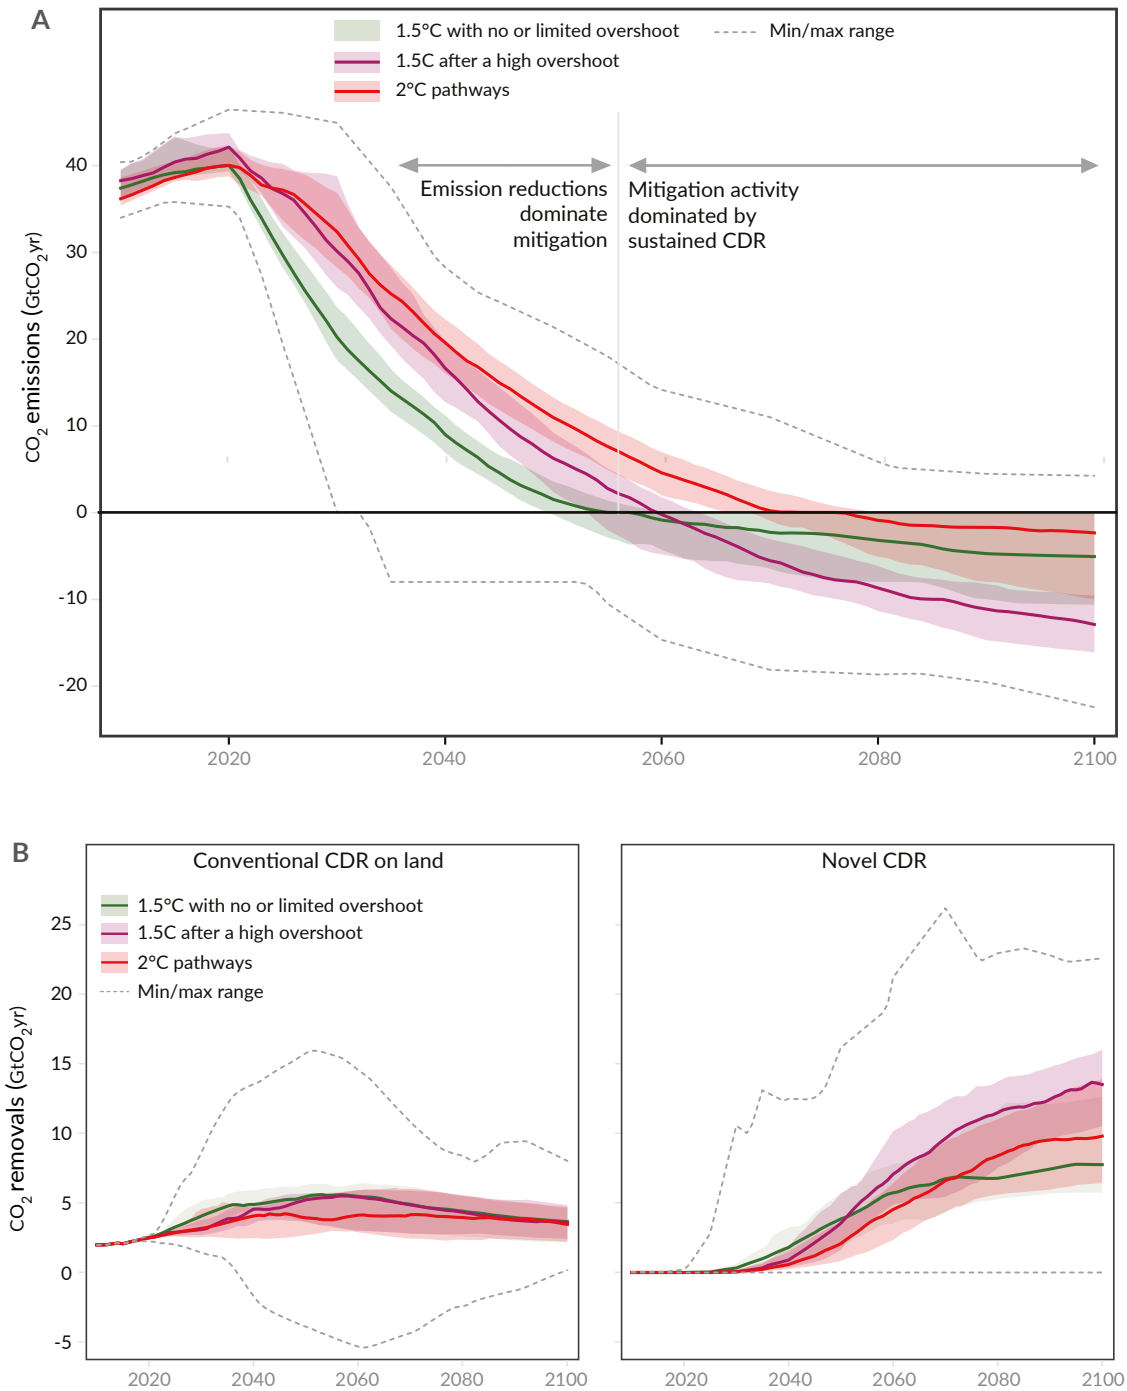 A
1.5°C with no or limited overshoot
Min/max range
1.5C after a high overshoot
2°C pathways
40
30
20
10
0
-10
-20
CO2 emissions (GtCO2yr)
Emission reductions
dominate
mitigation
Mitigation activity
dominated by
sustained CDR
2020
2040
2060
2080
2100
B
Conventional CDR on land
1.5°C with no or limited overshoot
1.5C after a high overshoot
2°C pathways
Min/max range
25
20
15
10
5
0
-5
CO2 removals (GtCO2yr)
2020
2040
2060
2080
2100
Novel CDR
2020
2040
2060
2080
2100